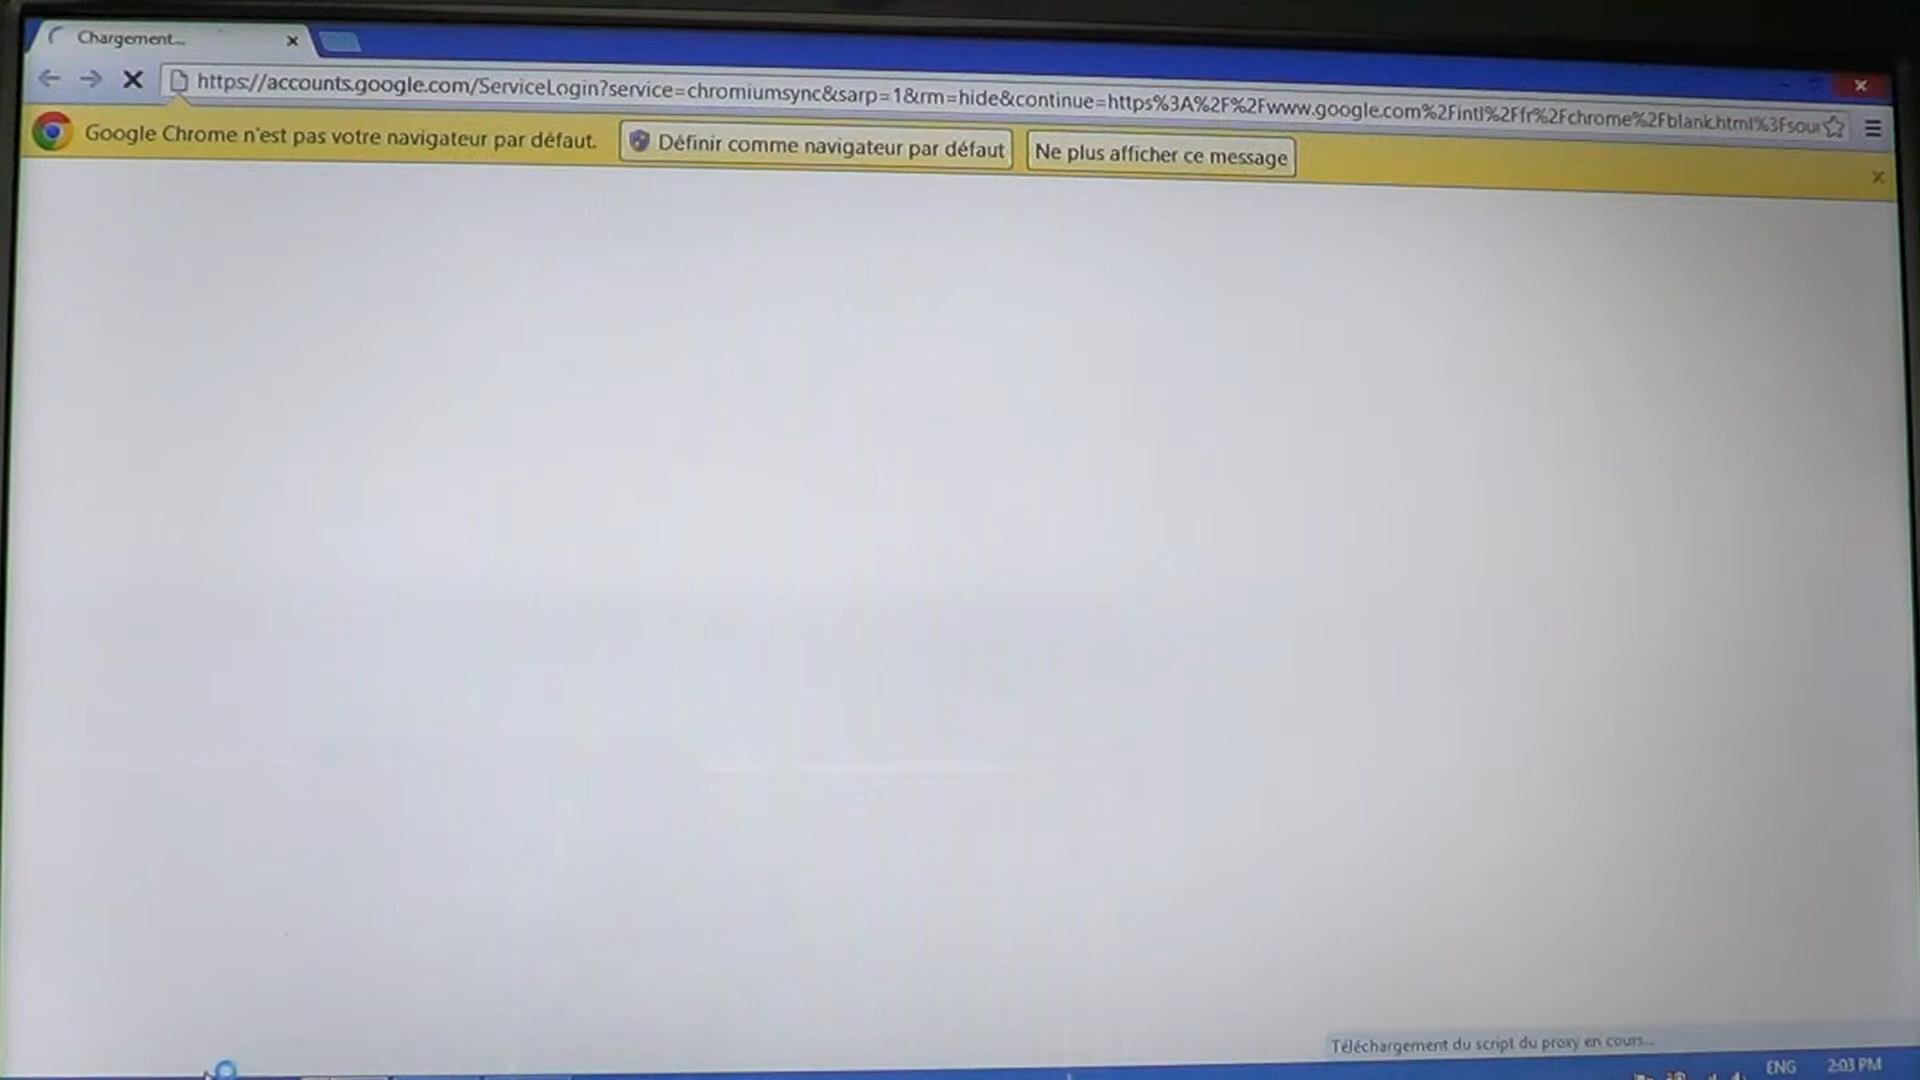 Chargement...
https://accounts.google.com/ServiceLogin?service=chromiumsync&sarp=1&rm=hide&continue=https%3A%2F%2Fwww.google.com%2Fintl%2Ffr%2Fchrome%2Fblank.html%3Fsour
Google Chrome n'est pas votre navigateur par défaut. Définir comme navigateur par défaut Ne plus afficher ce message
Téléchargement du script du proxy en cours...
ENG 2:03 PM